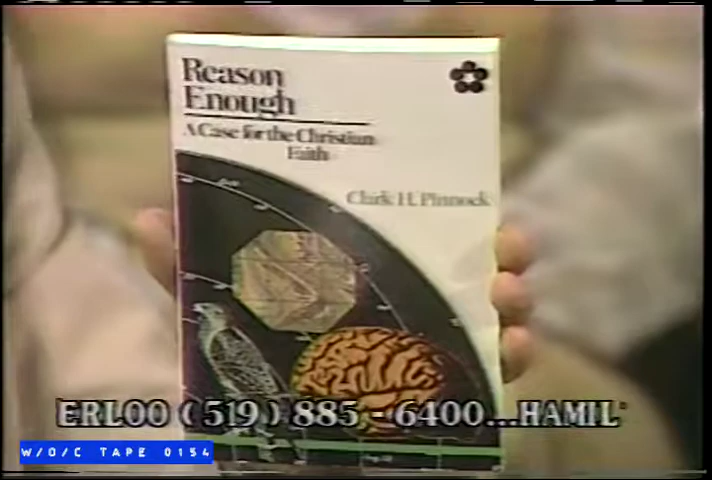 Reason
Enough
A Case for the Christian
Faith
Clark H. Pinnock
ERLOO (519) 885-6400...HAMIL
W/O/C TAPE 0154